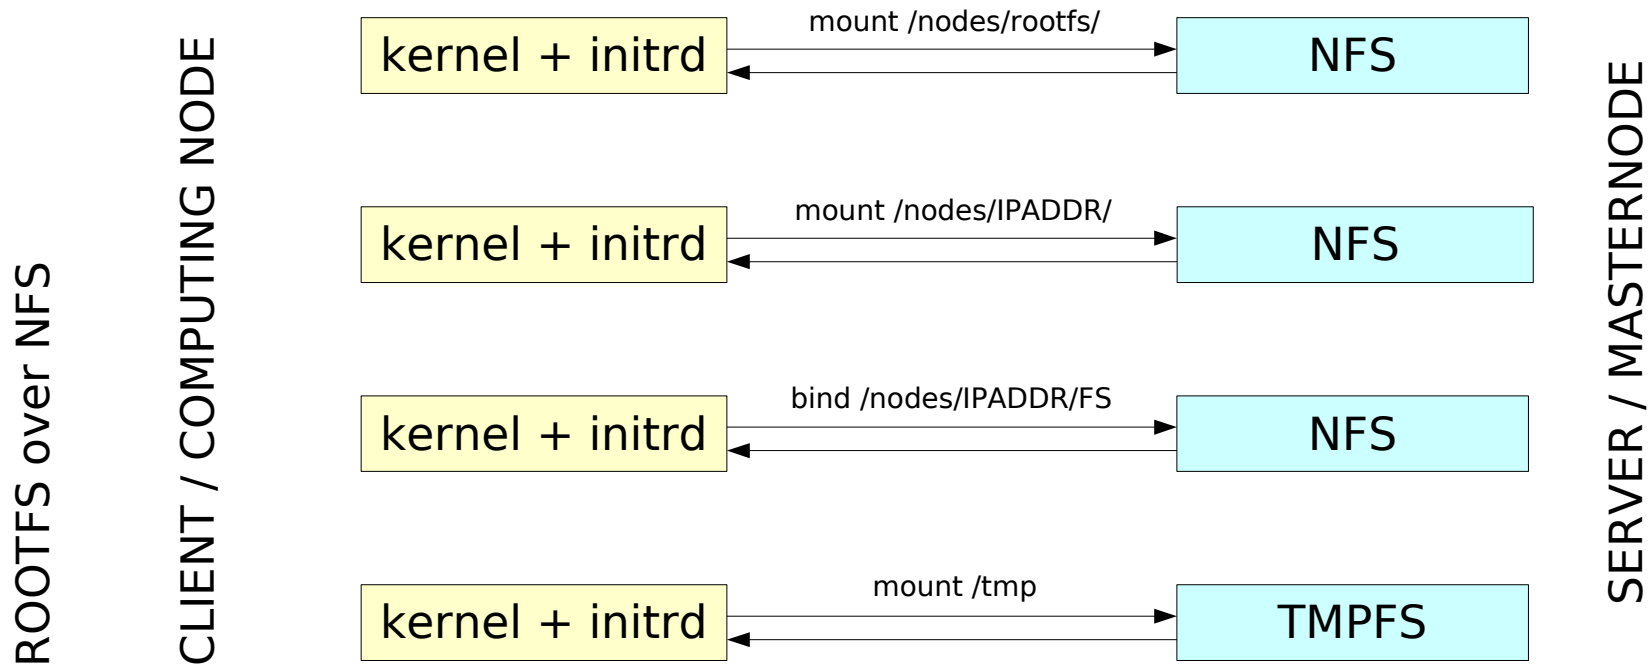 ROOTFS over NFS
CLIENT / COMPUTING NODE
kernel + initrd
mount /nodes/rootfs/
NFS
kernel + initrd
mount /nodes/IPADDR/
NFS
kernel + initrd
bind /nodes/IPADDR/FS
NFS
kernel + initrd
mount /tmp
TMPFS
SERVER / MASTERNODE